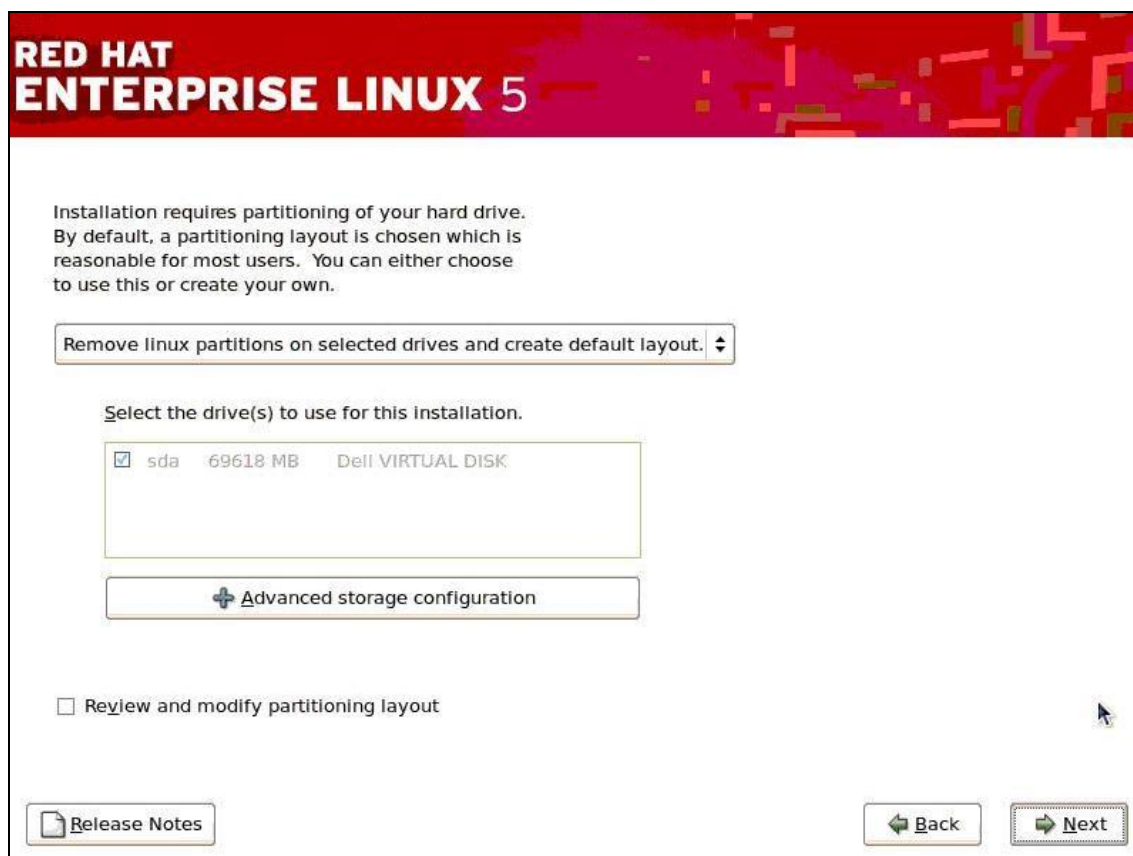 RED HAT
ENTERPRISE LINUX 5
Installation requires partitioning of your hard drive.
By default, a partitioning layout is chosen which is
reasonable for most users.  You can either choose
to use this or create your own.
Remove linux partitions on selected drives and create default layout.
Select the drive(s) to use for this installation.
sda 69618 MB Dell VIRTUAL DISK
Advanced storage configuration
Review and modify partitioning layout
Release Notes
Back
Next